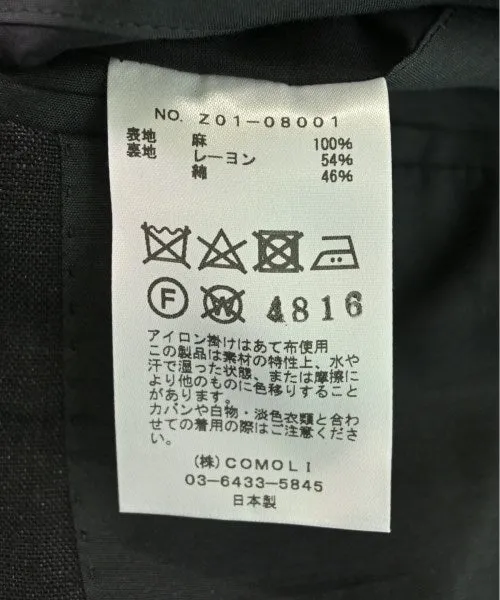 NO. Z01-08001
表地 麻 100%
裏地 レーヨン 54%
綿 46%
F W 4816
アイロン掛けはあて布使用
この製品は素材の特性上、水や
汗で湿った状態、または摩擦に
より他のものに色移りすること
があります。
カバンや白物・淡色衣類と合わ
せての着用の際はご注意くださ
い。
(株)COMOLI
03-6433-5845
日本製